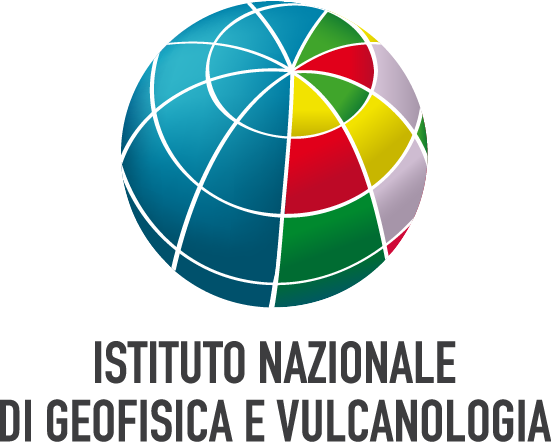 ISTITUTO NAZIONALE
DI GEOFISICA E VULCANOLOGIA